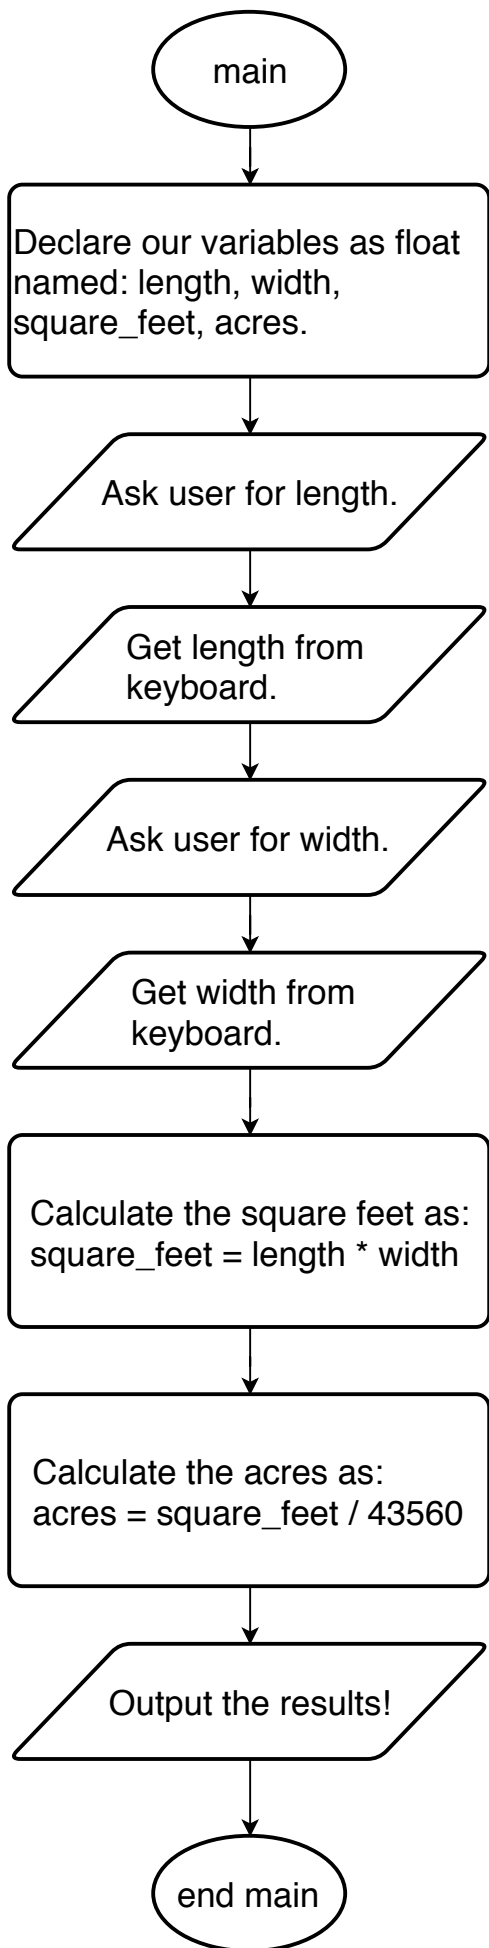 main
Declare our variables as float
named: length, width,
square_feet, acres.
Ask user for length.
Get length from
keyboard.
Ask user for width.
Get width from
keyboard.
Calculate the square feet as:
square_feet = length * width
Calculate the acres as:
acres = square_feet / 43560
Output the results!
end main